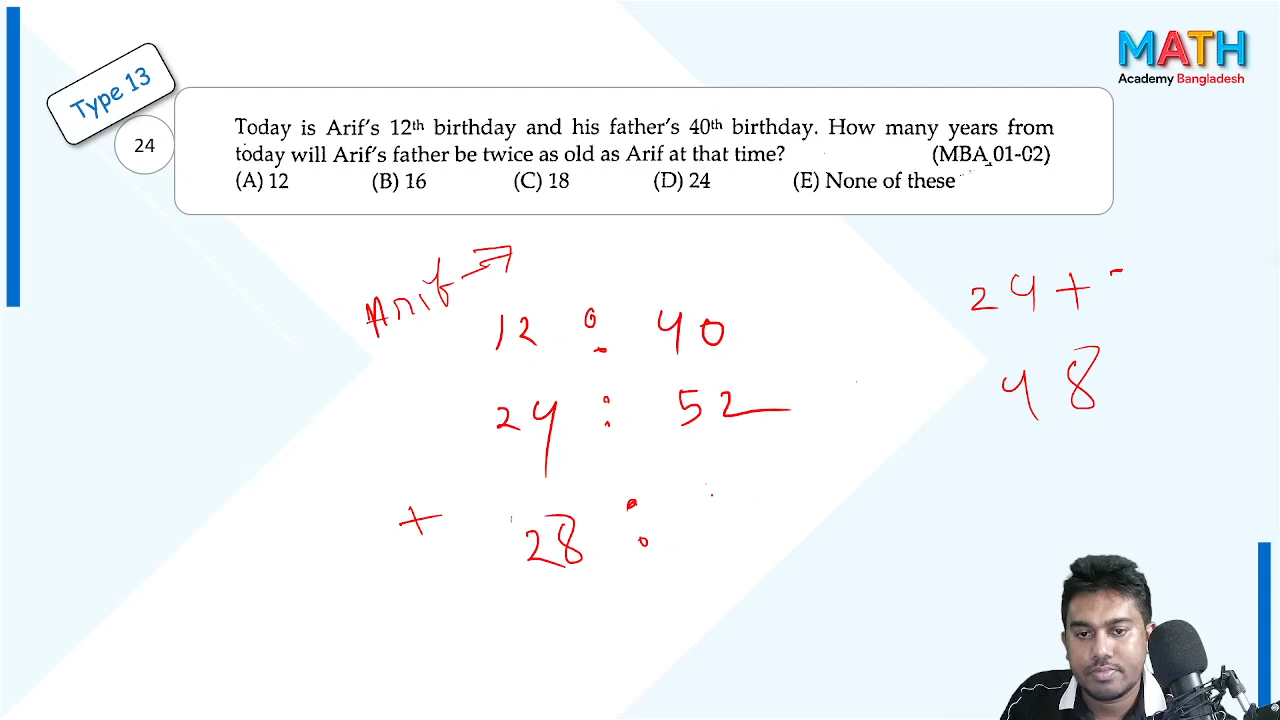 MATH
Academy Bangladesh
Type 13
24
Today is Arif's 12th birthday and his father's 40th birthday. How many years from
today will Arif's father be twice as old as Arif at that time? (MBA 01-02)
(A) 12 (B) 16 (C) 18 (D) 24 (E) None of these
Arif →
12 : 40
24 : 52
+ 28 :
24 +
48